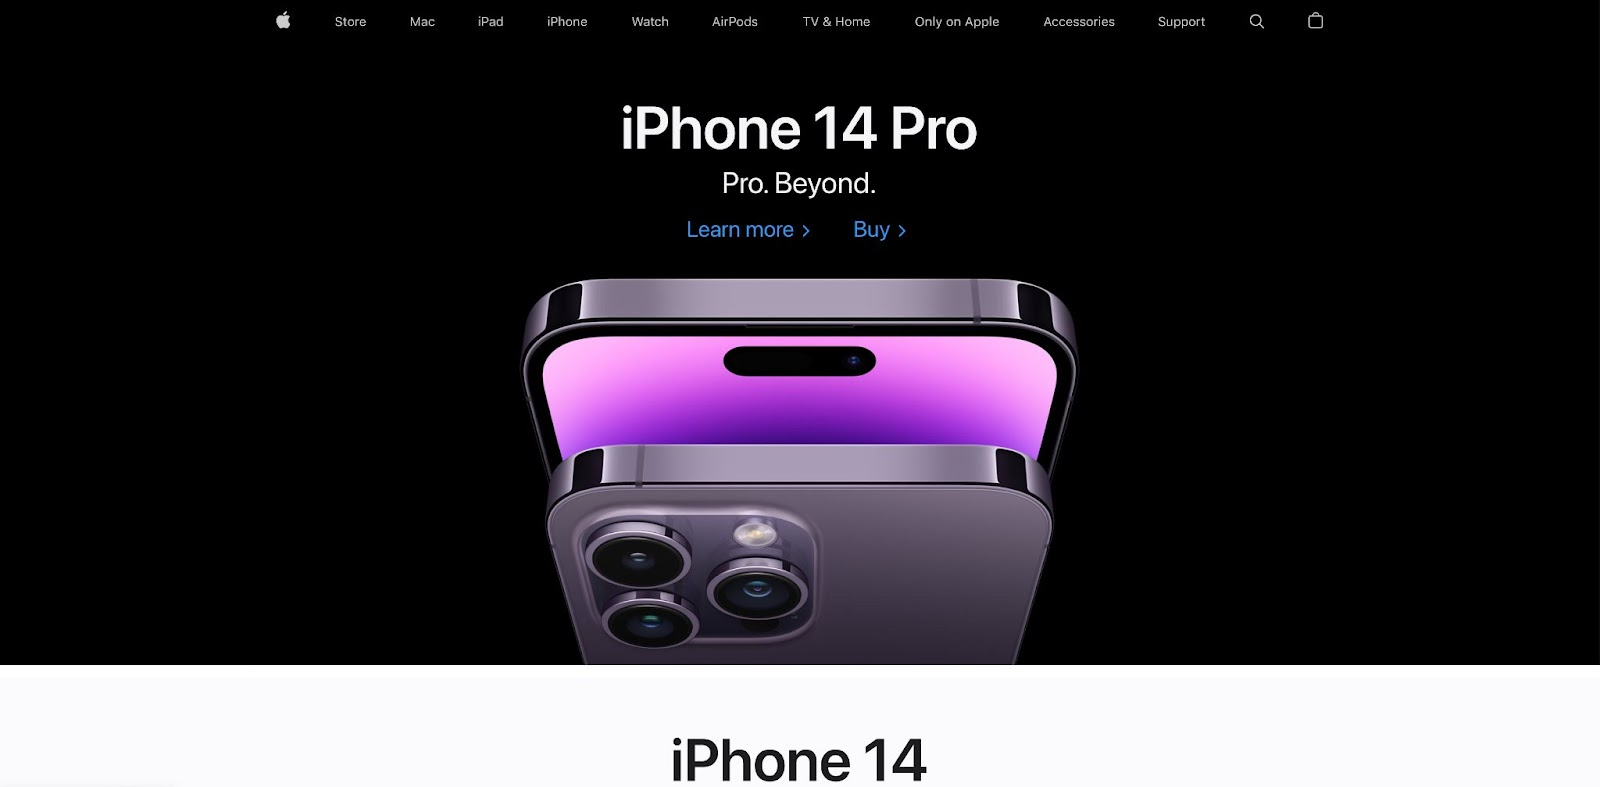 Store Mac iPad iPhone Watch AirPods TV & Home Only on Apple Accessories Support
iPhone 14 Pro
Pro. Beyond.
Learn more > Buy >
iPhone 14